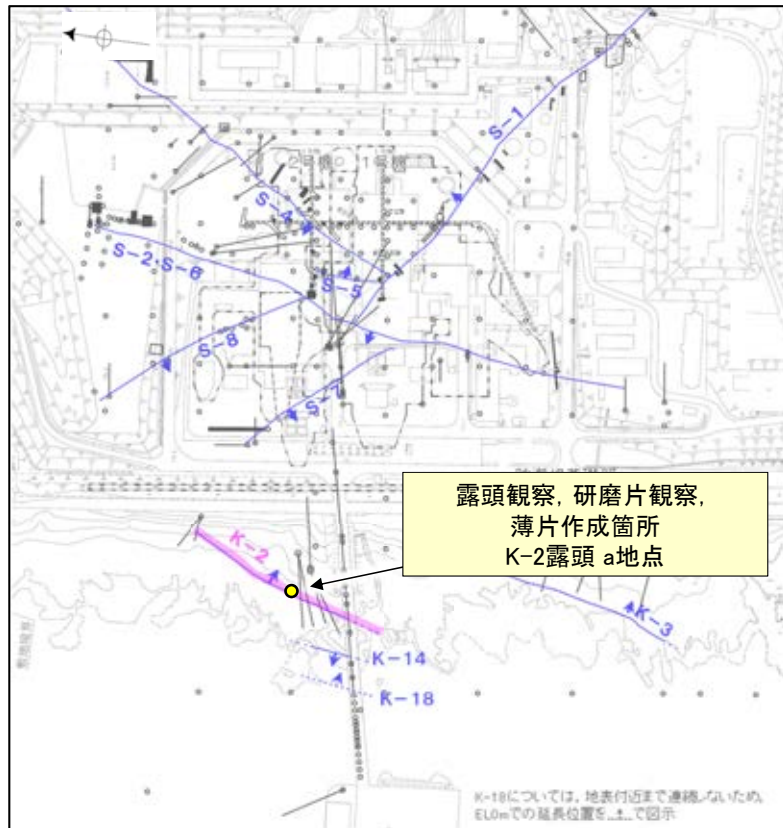 2号機
1号機
S-1
S-4
S-2・S-6
S-5
S-8
S-7
露頭観察, 研磨片観察,
薄片作成箇所
K-2露頭 a地点
K-2
K-3
K-14
K-18
K-18については、地表付近まで連続しないため、
EL0mでの延長位置を...±...で図示